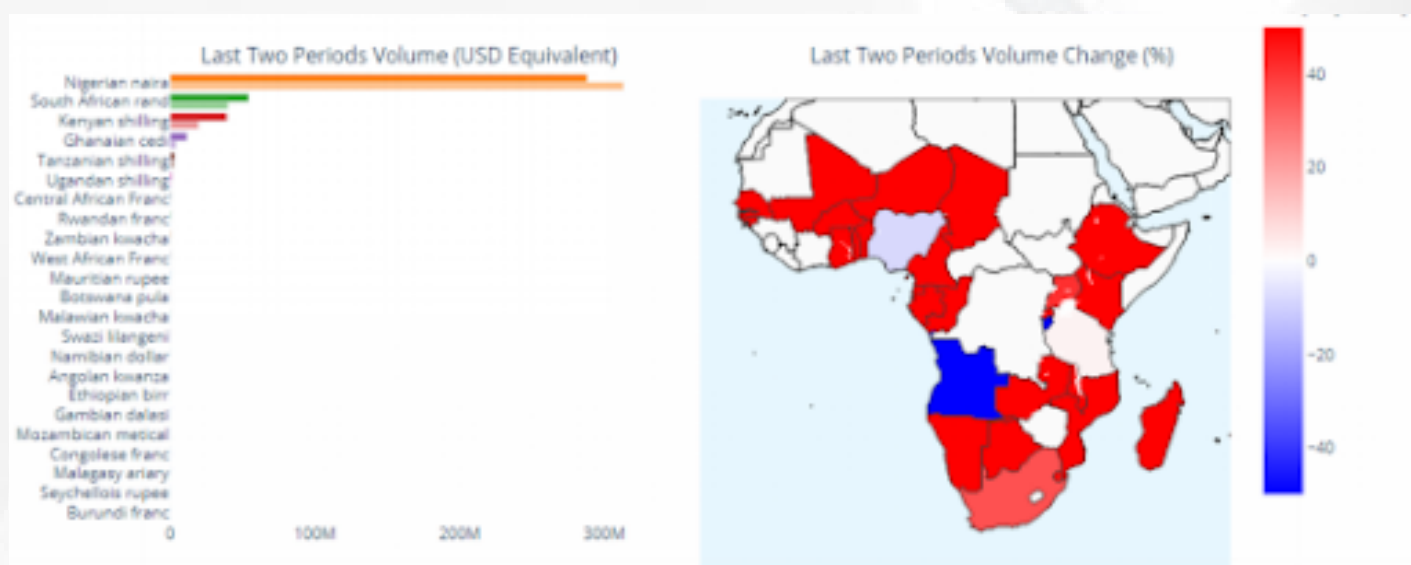 Last Two Periods Volume (USD Equivalent)
Nigerian naira
South African rand
Kenyan shilling
Ghanaian cedi
Tanzanian shilling
Ugandan shilling
Central African Franc
Rwandan franc
Zambian kwacha
West African Franc
Mauritian rupee
Botswana pula
Malawian kwacha
Swazi lilangeni
Namibian dollar
Angolan kwanza
Ethiopian birr
Gambian dalasi
Mozambican metical
Congolese franc
Malagasy ariary
Seychellois rupee
Burundi franc
0 100M 200M 300M
Last Two Periods Volume Change (%)
40
20
0
−20
−40